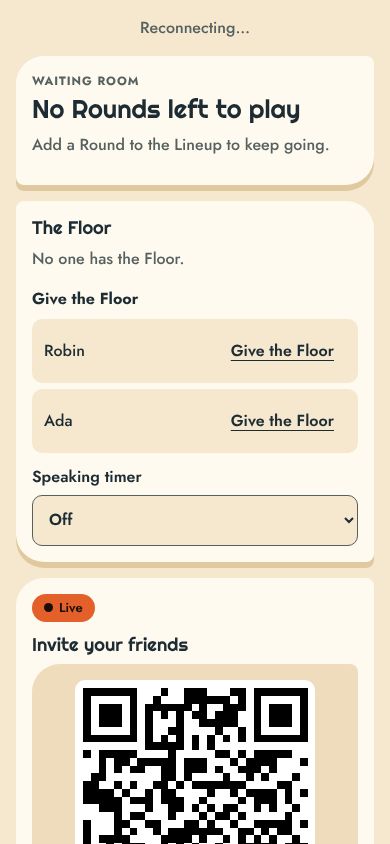 Reconnecting…
WAITING ROOM
No Rounds left to play
Add a Round to the Lineup to keep going.
The Floor
No one has the Floor.
Give the Floor
Robin Give the Floor
Ada Give the Floor
Speaking timer
Off
Live
Invite your friends